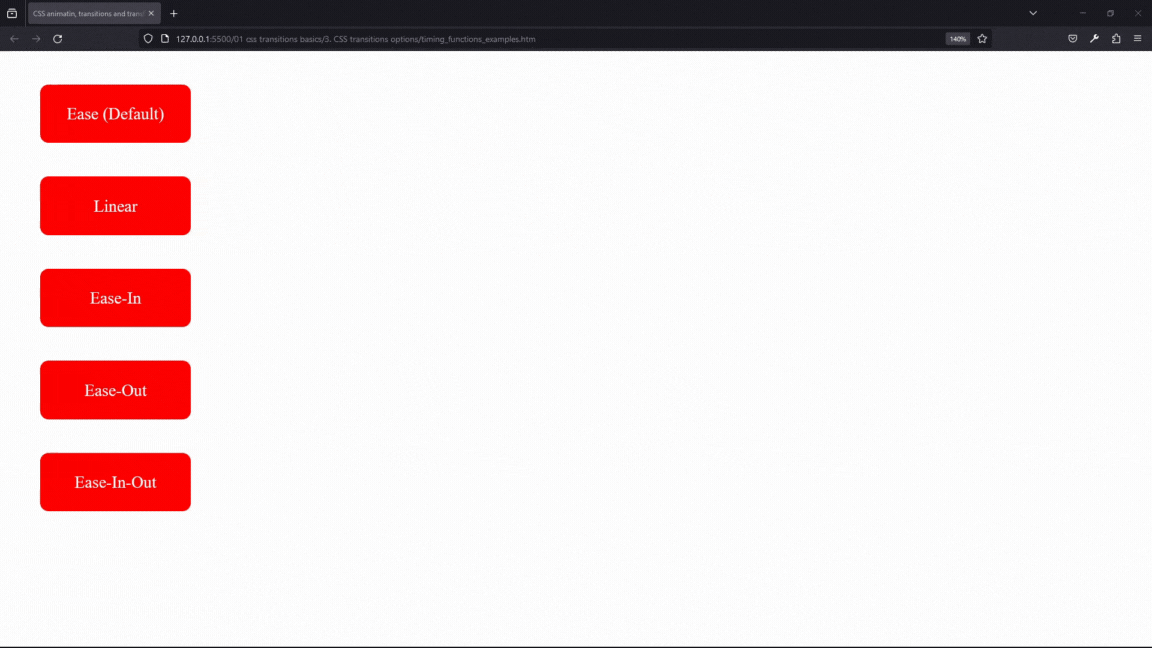 CSS animatin, transitions and trans
127.0.0.1:5500/01 css transitions basics/3. CSS transitions options/timing_functions_examples.htm
140%
Ease (Default)
Linear
Ease-In
Ease-Out
Ease-In-Out